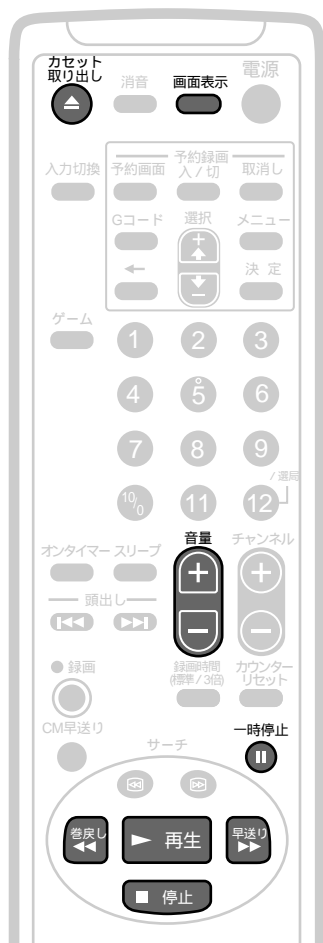 カセット
取り出し
消音
画面表示
電源
入力切換
予約画面
予約録画
入/切
取消し
Gコード
選択
メニュー
+
−
決定
ゲーム
1
2
3
4
5
6
7
8
9
/選局
10/0
11
12
オンタイマー
スリープ
音量
チャンネル
+
+
−
−
頭出し
●録画
録画時間
(標準/3倍)
カウンター
リセット
CM早送り
サーチ
一時停止
巻戻し
再生
早送り
停止